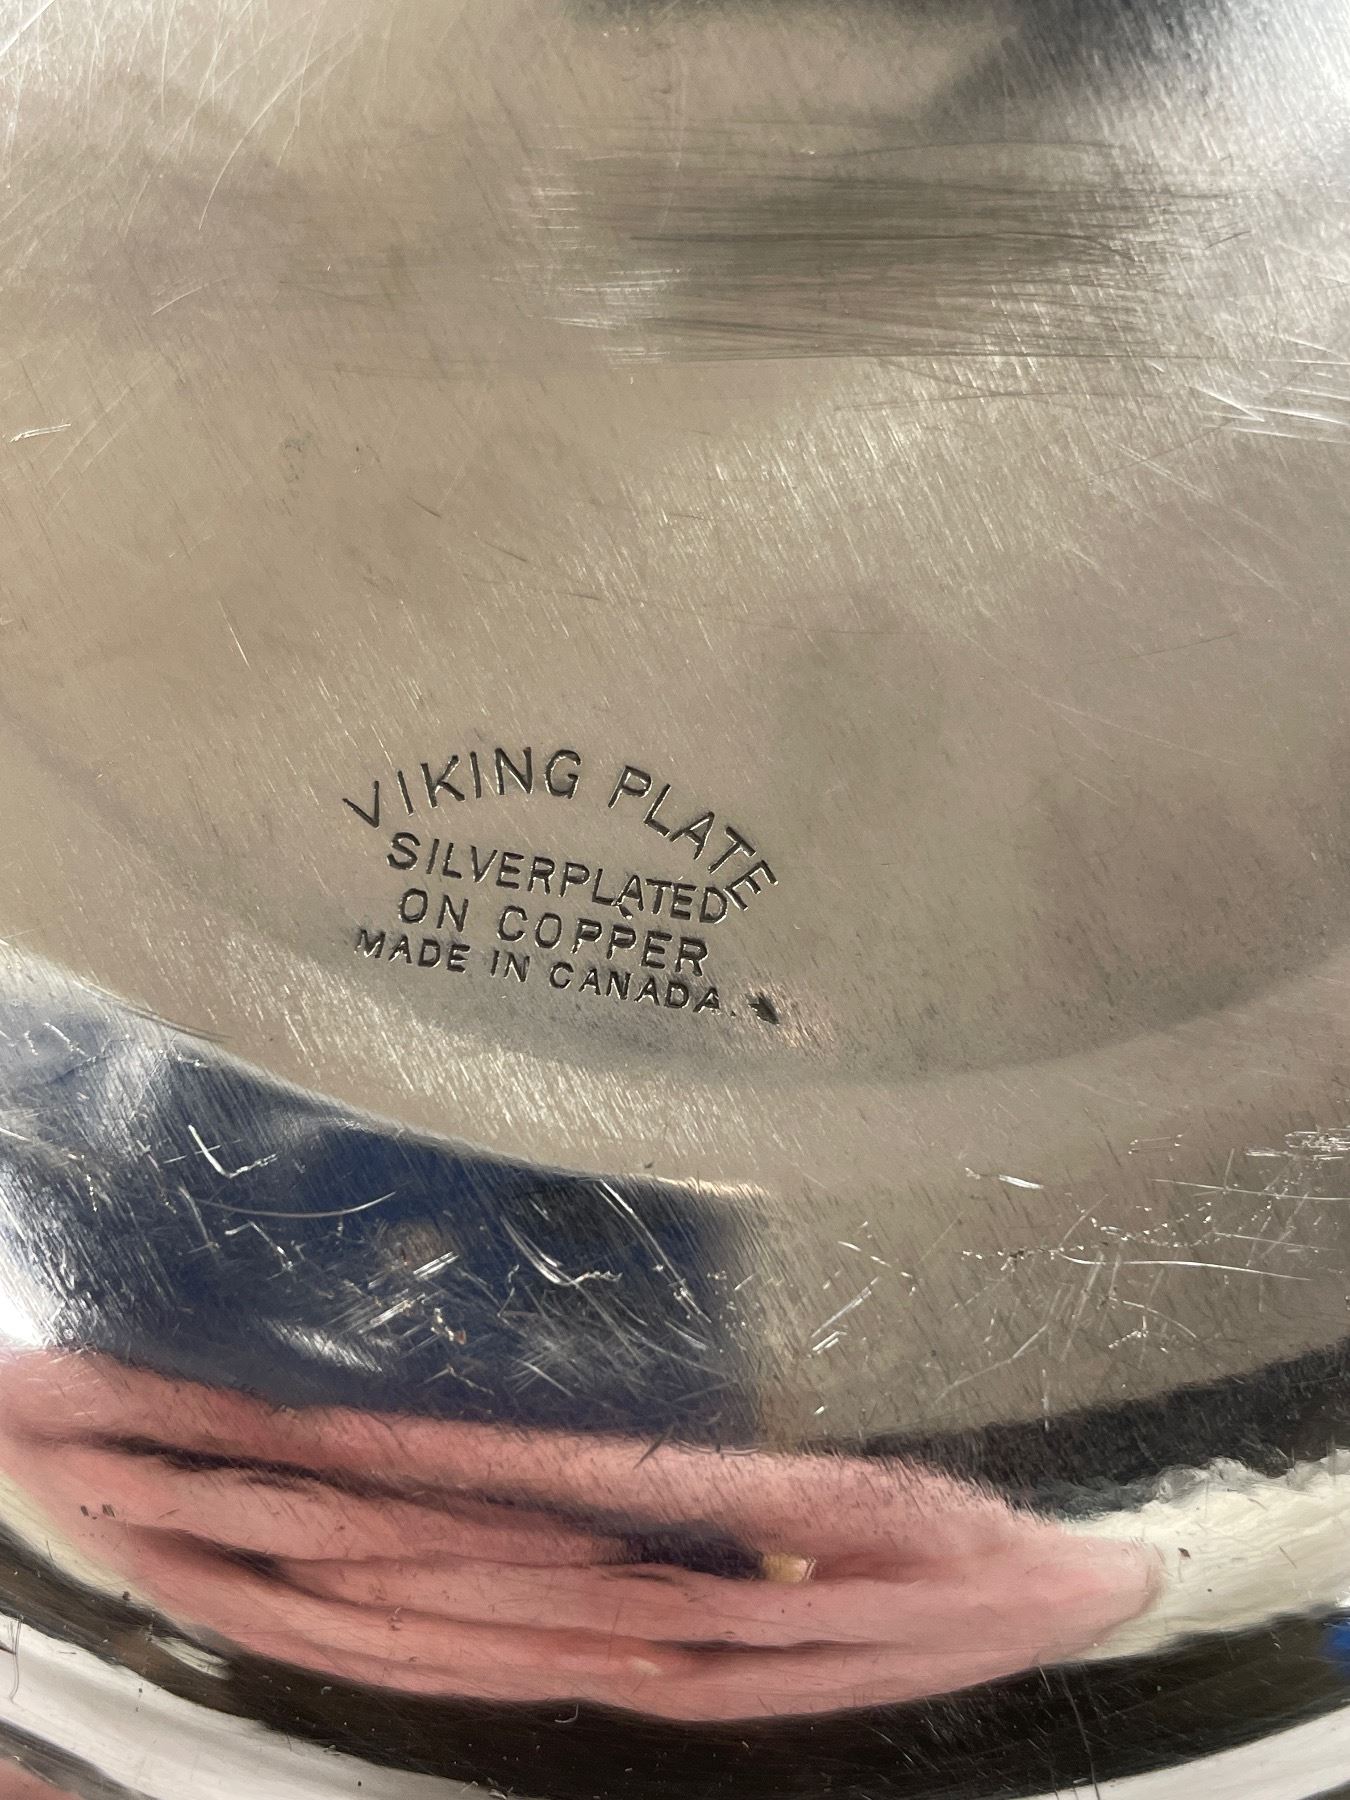 VIKING PLATE
SILVERPLATED
ON COPPER
MADE IN CANADA.